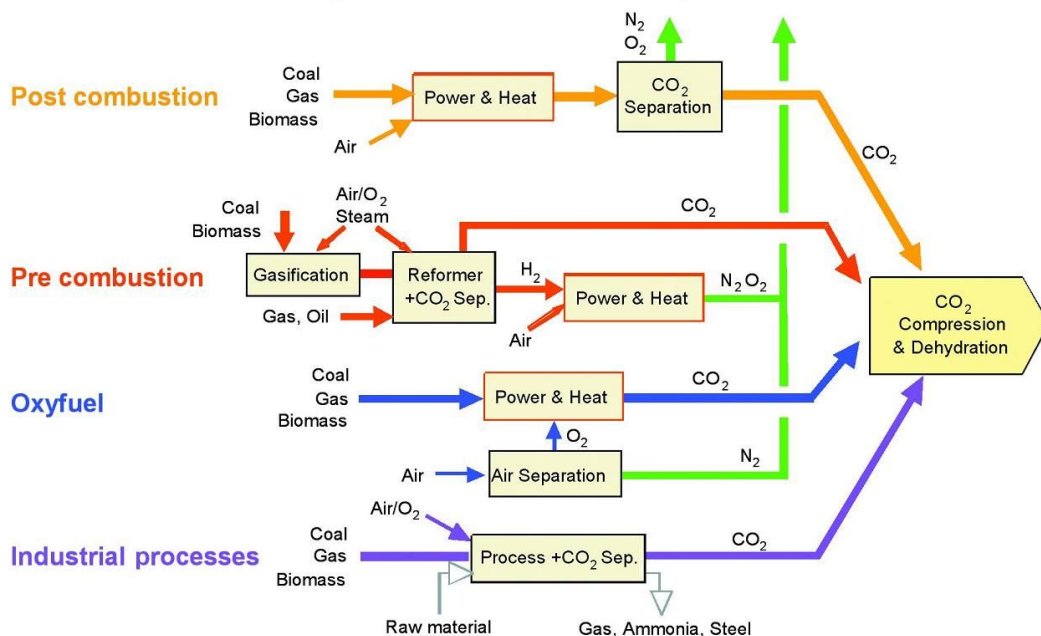 N₂
O₂
Post combustion
Coal
Gas
Biomass
Air
Power & Heat
CO₂
Separation
CO₂
Pre combustion
Coal
Biomass
Air/O₂
Steam
Gasification
Gas, Oil
Reformer
+CO₂ Sep.
CO₂
H₂
Air
Power & Heat
N₂O₂
CO₂
Compression
& Dehydration
Oxyfuel
Coal
Gas
Biomass
Power & Heat
CO₂
O₂
Air
Air Separation
N₂
Industrial processes
Air/O₂
Coal
Gas
Biomass
Process +CO₂ Sep.
CO₂
Raw material
Gas, Ammonia, Steel